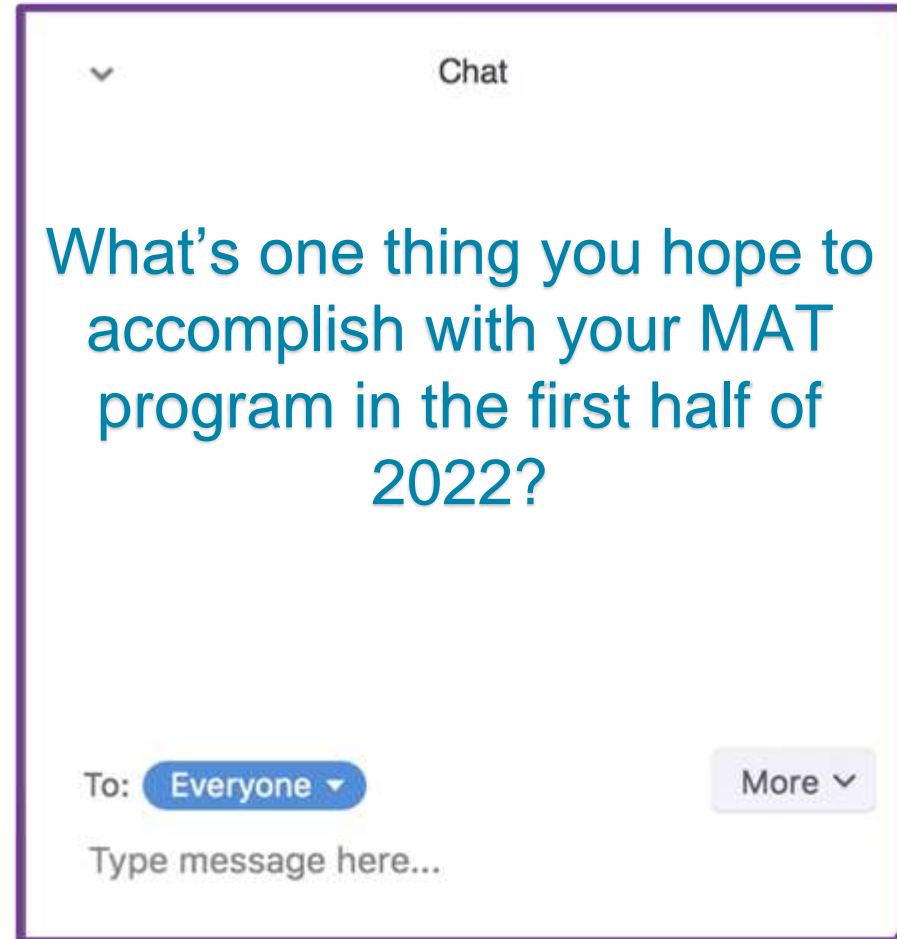 Chat
What’s one thing you hope to
accomplish with your MAT
program in the first half of
2022?
To: Everyone
More
Type message here...